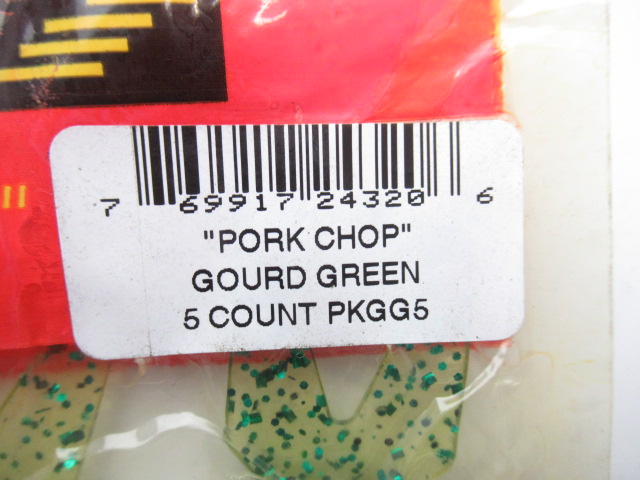 7 69917 24320 6
"PORK CHOP"
GOURD GREEN
5 COUNT PKGG5